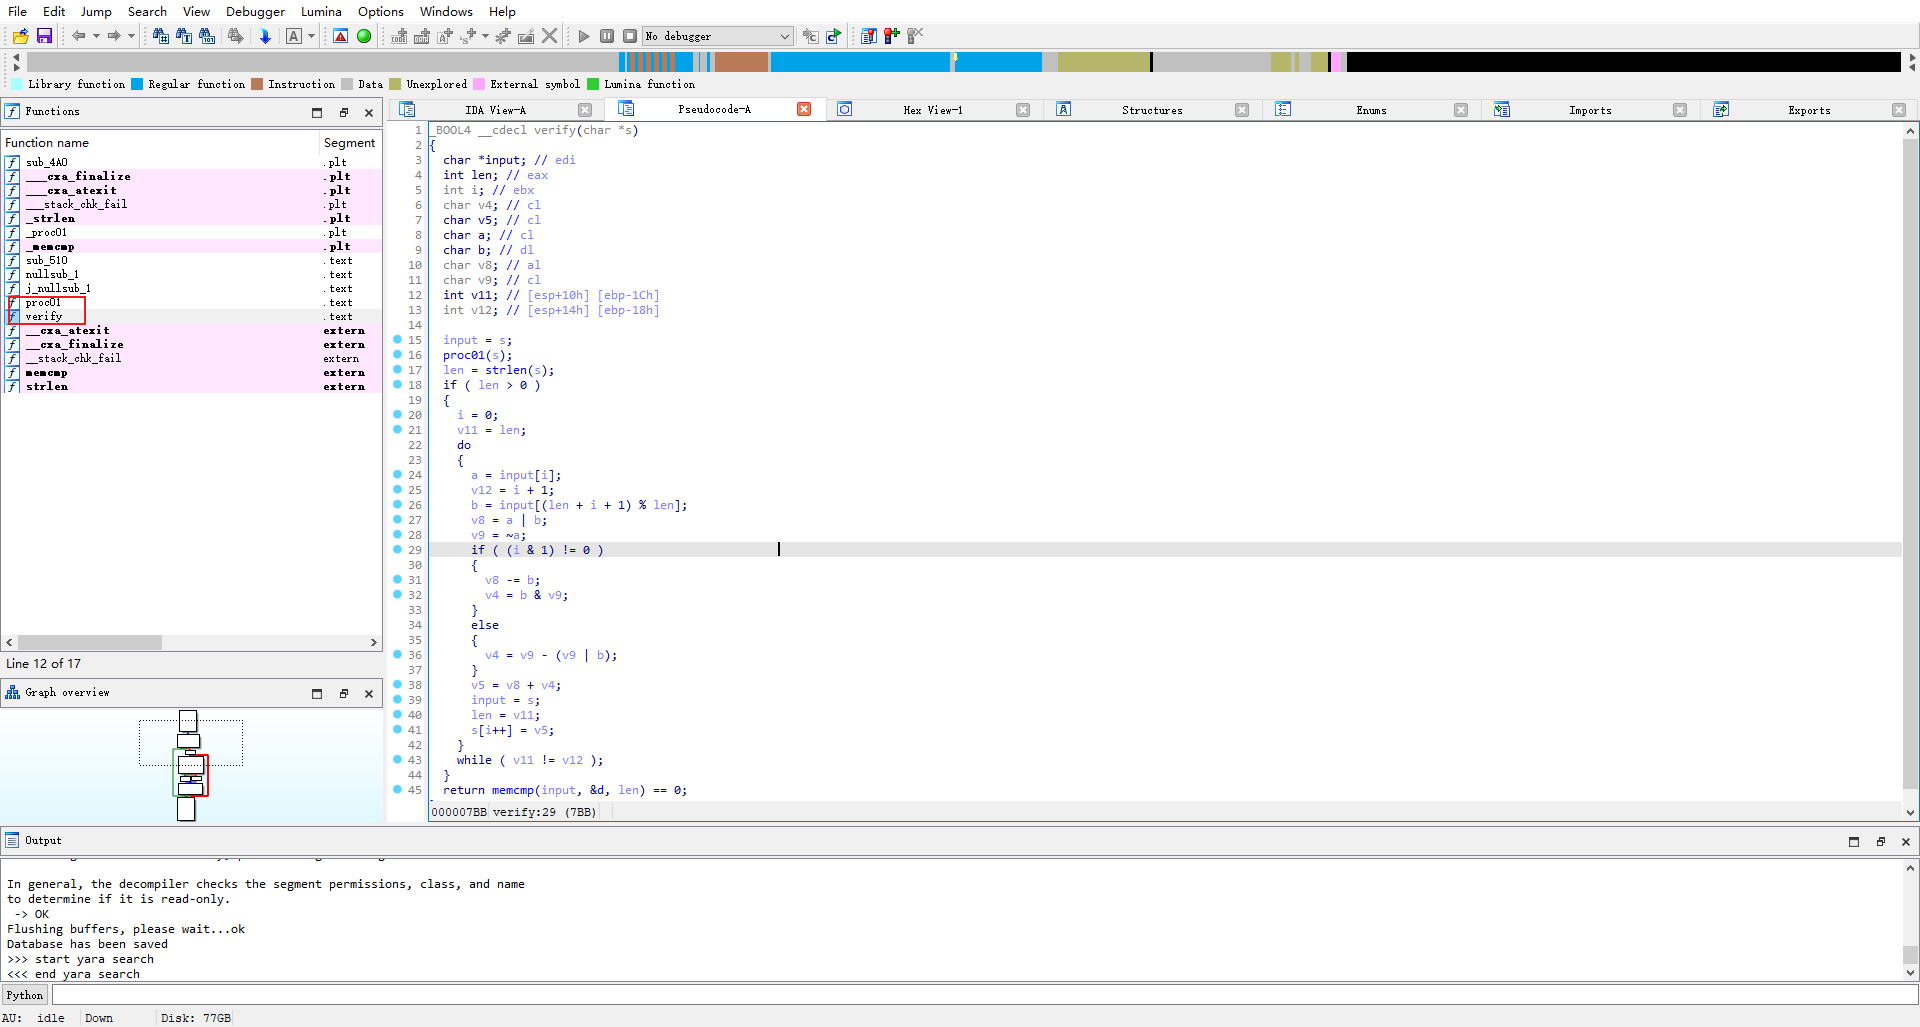 File Edit Jump Search View Debugger Lumina Options Windows Help
No debugger
Library function Regular function Instruction Data Unexplored External symbol Lumina function
Functions
Function name Segment
sub_4A0 .plt
___cxa_finalize .plt
___cxa_atexit .plt
___stack_chk_fail .plt
_strlen .plt
_proc01 .plt
_memcmp .plt
sub_510 .text
nullsub_1 .text
j_nullsub_1 .text
proc01 .text
verify .text
__cxa_atexit extern
__cxa_finalize extern
__stack_chk_fail extern
memcmp extern
strlen extern
Line 12 of 17
Graph overview
IDA View-A Pseudocode-A Hex View-1 Structures Enums Imports Exports
1 _BOOL4 __cdecl verify(char *s)
2 {
3 char *input; // edi
4 int len; // eax
5 int i; // ebx
6 char v4; // cl
7 char v5; // cl
8 char a; // cl
9 char b; // dl
10 char v8; // al
11 char v9; // cl
12 int v11; // [esp+10h] [ebp-1Ch]
13 int v12; // [esp+14h] [ebp-18h]
14
15 input = s;
16 proc01(s);
17 len = strlen(s);
18 if ( len > 0 )
19 {
20 i = 0;
21 v11 = len;
22 do
23 {
24 a = input[i];
25 v12 = i + 1;
26 b = input[(len + i + 1) % len];
27 v8 = a | b;
28 v9 = ~a;
29 if ( (i & 1) != 0 )
30 {
31 v8 -= b;
32 v4 = b & v9;
33 }
34 else
35 {
36 v4 = v9 - (v9 | b);
37 }
38 v5 = v8 + v4;
39 input = s;
40 len = v11;
41 s[i++] = v5;
42 }
43 while ( v11 != v12 );
44 }
45 return memcmp(input, &d, len) == 0;
000007BB verify:29 (7BB)
Output
In general, the decompiler checks the segment permissions, class, and name
to determine if it is read-only.
-> OK
Flushing buffers, please wait...ok
Database has been saved
>>> start yara search
<<< end yara search
Python
AU: idle Down Disk: 77GB